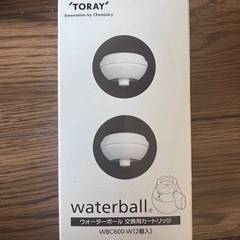 'TORAY'
Innovation by Chemistry
waterball®
ウォーターボール 交換用カートリッジ
WBC600-W[2個入]